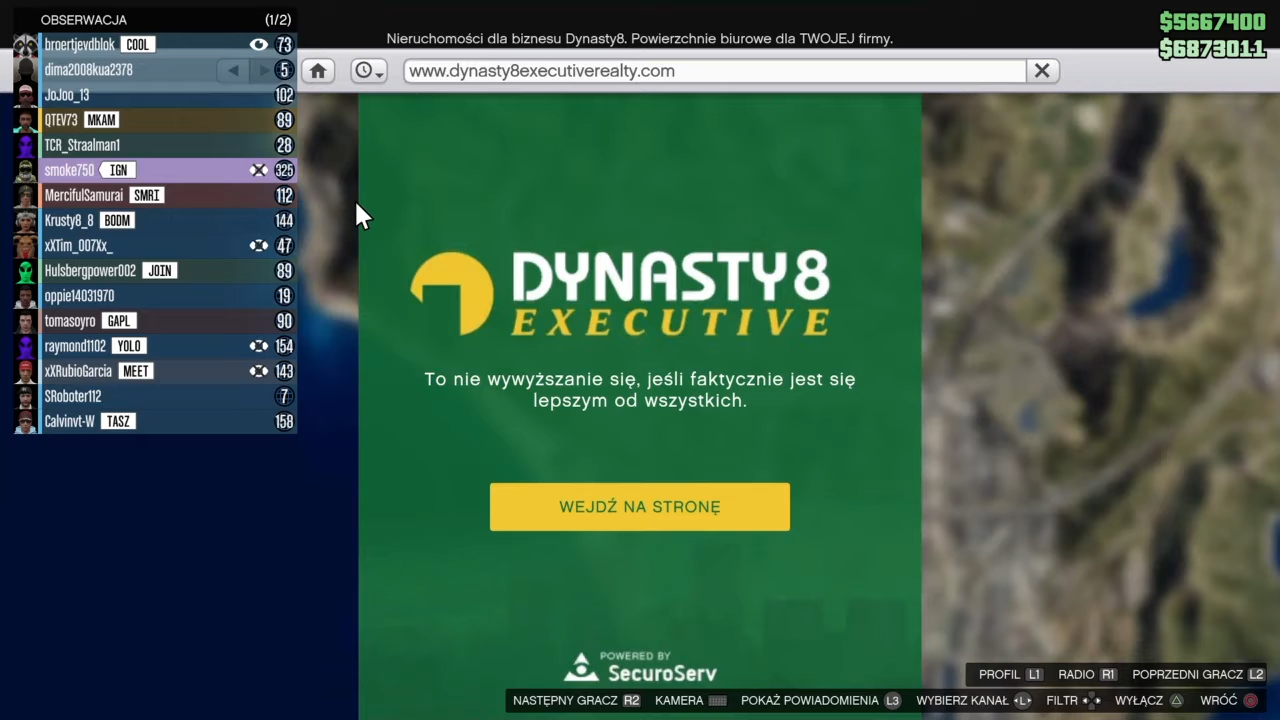 OBSERWACJA (1/2)
broertjevdblok COOL 73
dima2008kua2378 5
JoJoo_13 102
QTEV73 MKAM 89
TCR_Straalman1 28
smoke750 IGN 325
MercifulSamurai SMRI 112
Krusty8_8 BODM 144
xXTim_007Xx_ 47
Hulsbergpower002 JOIN 89
oppie14031970 19
tomasoyro GAPL 90
raymond1102 YOLO 154
xXRubioGarcia MEET 143
SRoboter112 7
Calvinvt-W TASZ 158
Nieruchomości dla biznesu Dynasty8. Powierzchnie biurowe dla TWOJEJ firmy.
$5667400
$6873011
www.dynasty8executiverealty.com
DYNASTY8
EXECUTIVE
To nie wywyższanie się, jeśli faktycznie jest się
lepszym od wszystkich.
WEJDŹ NA STRONĘ
POWERED BY
SecuroServ
PROFIL L1 RADIO R1 POPRZEDNI GRACZ L2
NASTĘPNY GRACZ R2 KAMERA POKAŻ POWIADOMIENIA L3 WYBIERZ KANAŁ L FILTR WYŁĄCZ WRÓĆ